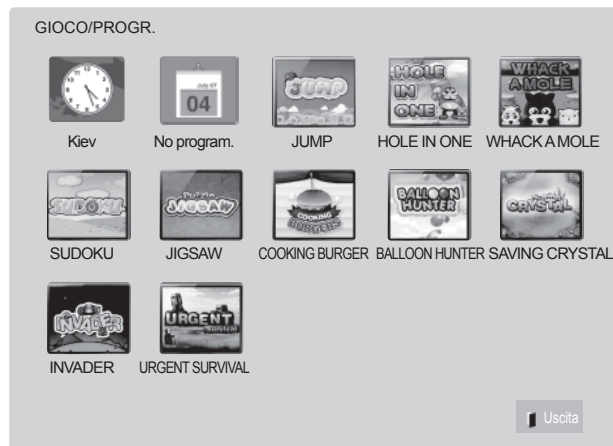 GIOCO/PROGR.
July 07
04
JUMP
HOLE
IN
ONE
WHACK
A MOLE
Kiev No program. JUMP HOLE IN ONE WHACK A MOLE
SUDOKU
JIGSAW
COOKING
BURGERS
BALLOON
HUNTER
CRYSTAL
SUDOKU JIGSAW COOKING BURGER BALLOON HUNTER SAVING CRYSTAL
INVADER
URGENT
Survival
INVADER URGENT SURVIVAL
Uscita